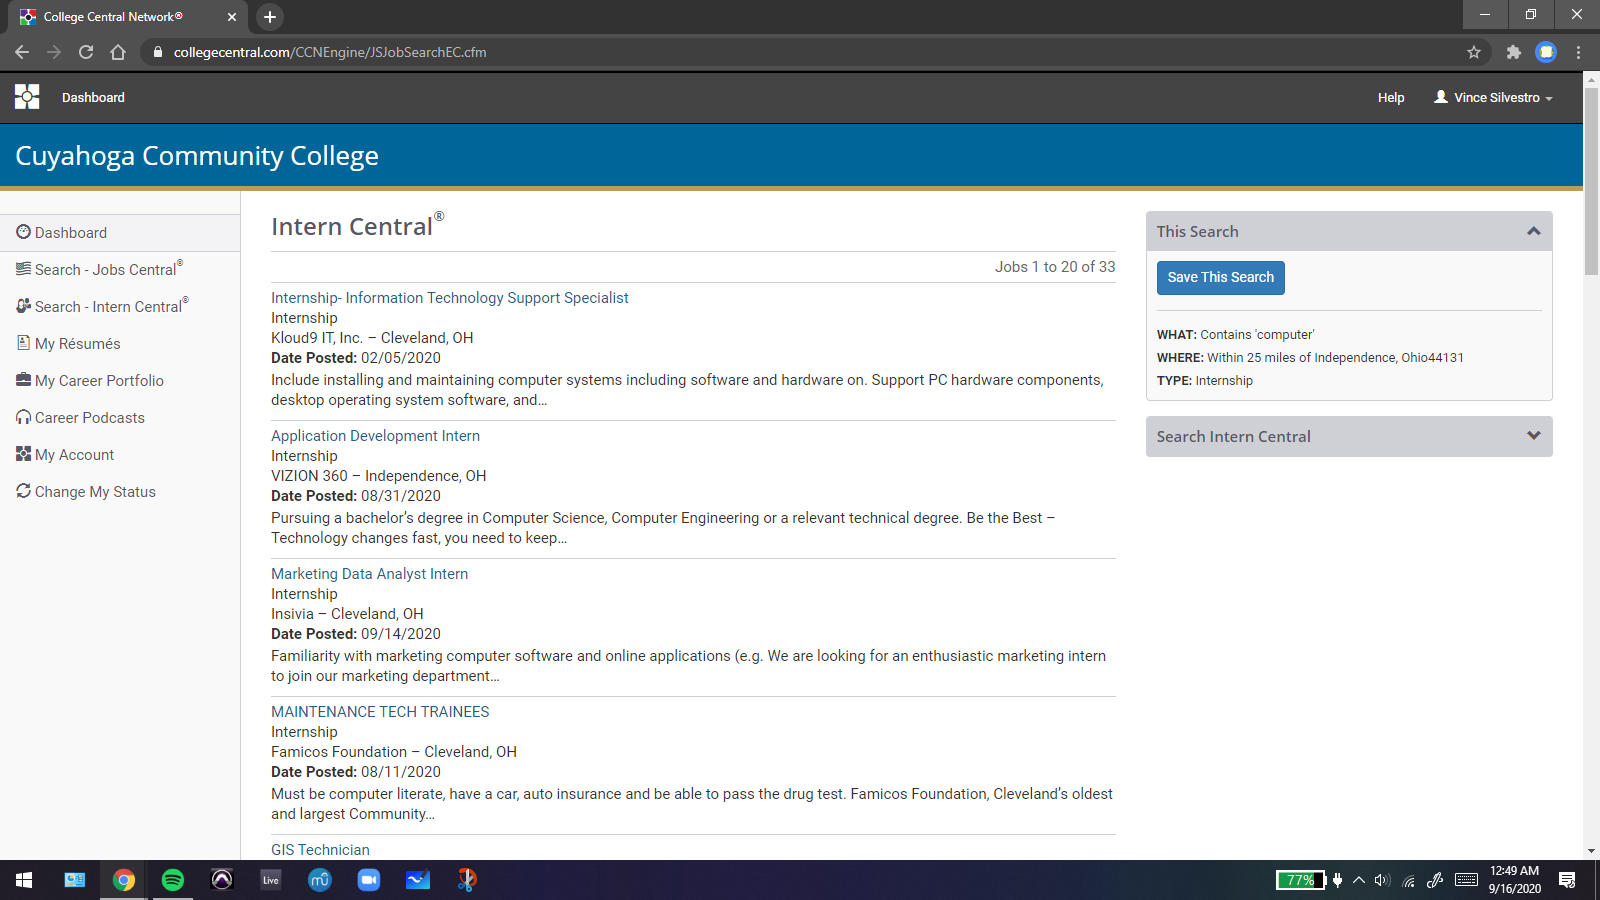 College Central Network®
collegecentral.com/CCNEngine/JSJobSearchEC.cfm
Dashboard
Help
Vince Silvestro
Cuyahoga Community College
Dashboard
Search - Jobs Central®
Search - Intern Central®
My Résumés
My Career Portfolio
Career Podcasts
My Account
Change My Status
Intern Central®
Jobs 1 to 20 of 33
Internship- Information Technology Support Specialist
Internship
Kloud9 IT, Inc. – Cleveland, OH
Date Posted: 02/05/2020
Include installing and maintaining computer systems including software and hardware on. Support PC hardware components,
desktop operating system software, and...
Application Development Intern
Internship
VIZION 360 – Independence, OH
Date Posted: 08/31/2020
Pursuing a bachelor’s degree in Computer Science, Computer Engineering or a relevant technical degree. Be the Best –
Technology changes fast, you need to keep...
Marketing Data Analyst Intern
Internship
Insivia – Cleveland, OH
Date Posted: 09/14/2020
Familiarity with marketing computer software and online applications (e.g. We are looking for an enthusiastic marketing intern
to join our marketing department...
MAINTENANCE TECH TRAINEES
Internship
Famicos Foundation – Cleveland, OH
Date Posted: 08/11/2020
Must be computer literate, have a car, auto insurance and be able to pass the drug test. Famicos Foundation, Cleveland’s oldest
and largest Community...
GIS Technician
This Search
Save This Search
WHAT: Contains 'computer'
WHERE: Within 25 miles of Independence, Ohio44131
TYPE: Internship
Search Intern Central
Live
mü
77%
12:49 AM
9/16/2020